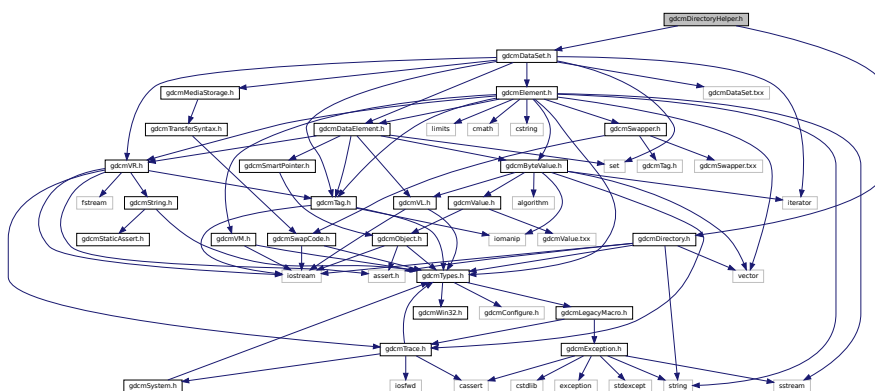 gdcmDirectoryHelper.h
gdcmDataSet.h
gdcmMediaStorage.h
gdcmElement.h
gdcmDataSet.txx
gdcmTransferSyntax.h
gdcmDataElement.h
limits
cmath
cstring
gdcmSwapper.h
gdcmVR.h
gdcmSmartPointer.h
gdcmByteValue.h
set
gdcmTag.h
gdcmSwapper.txx
fstream
gdcmString.h
gdcmTag.h
gdcmVL.h
gdcmValue.h
algorithm
iterator
gdcmStaticAssert.h
gdcmVM.h
gdcmSwapCode.h
gdcmObject.h
iomanip
gdcmValue.txx
gdcmDirectory.h
iostream
assert.h
gdcmTypes.h
vector
gdcmWin32.h
gdcmConfigure.h
gdcmLegacyMacro.h
gdcmTrace.h
gdcmException.h
gdcmSystem.h
iosfwd
cassert
cstdlib
exception
stdexcept
string
sstream